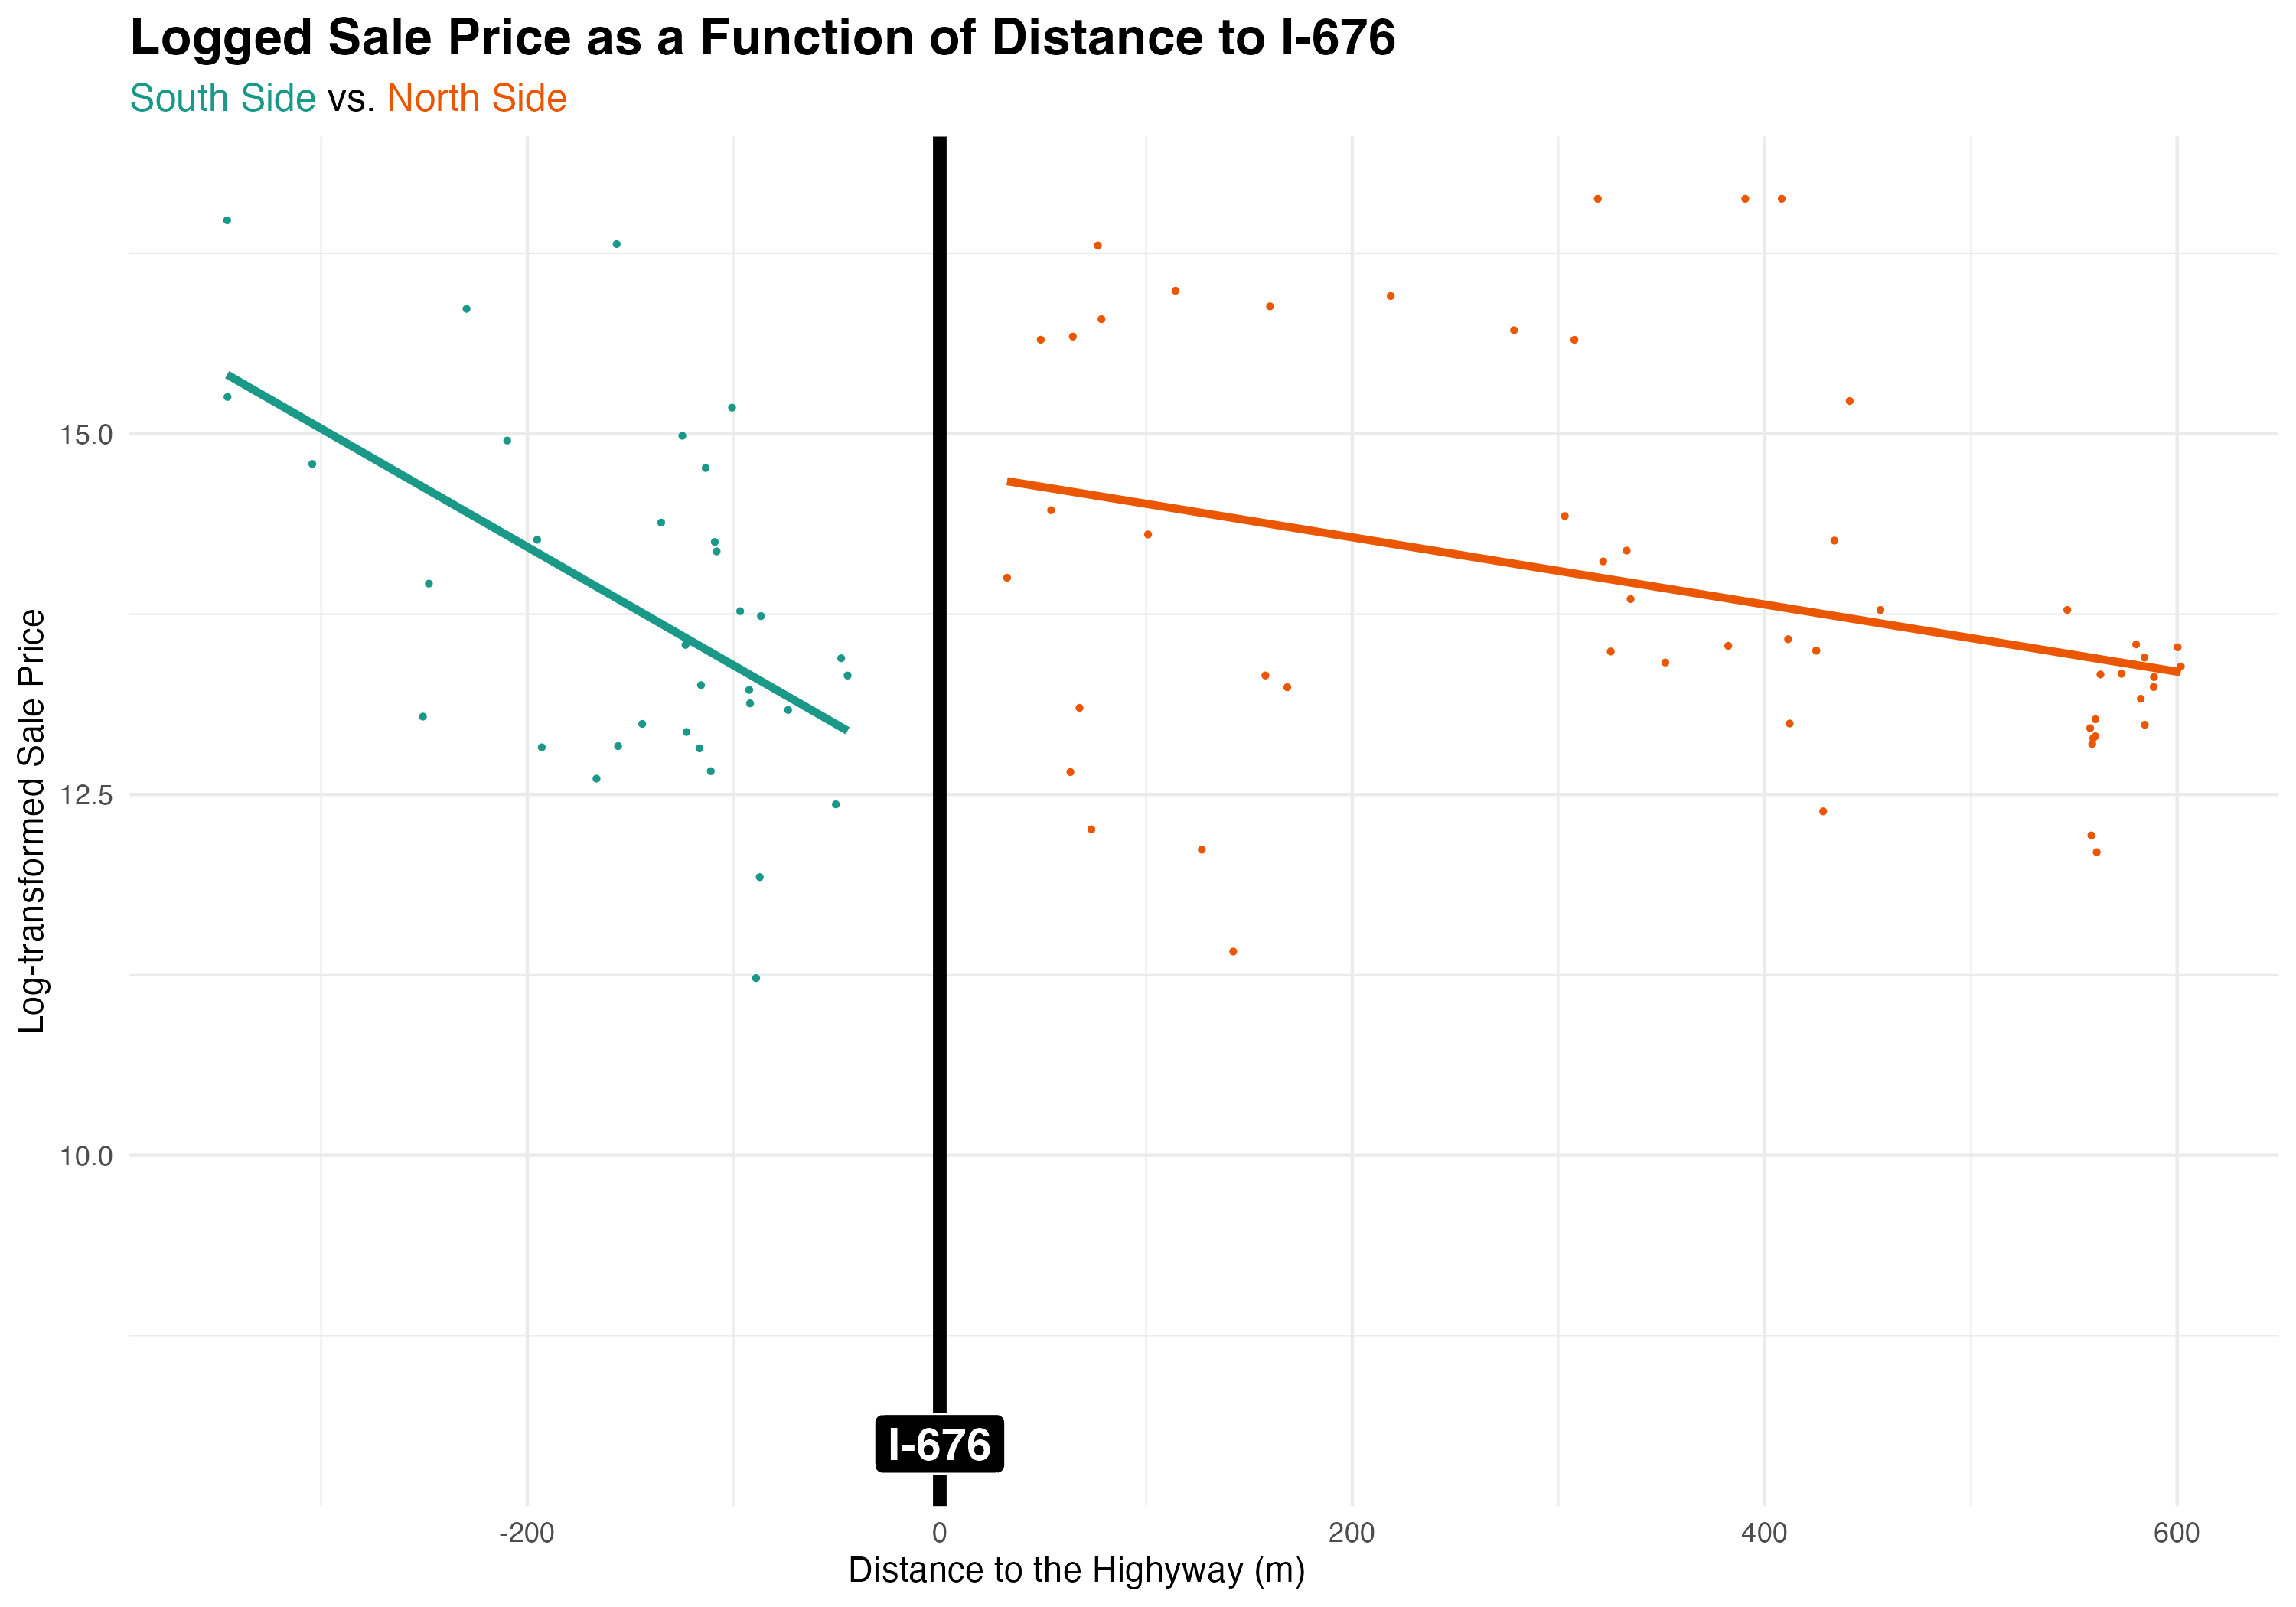 Logged Sale Price as a Function of Distance to I-676
South Side vs. North Side
Log-transformed Sale Price
15.0
12.5
10.0
I-676
-200
0
200
400
600
Distance to the Highyway (m)